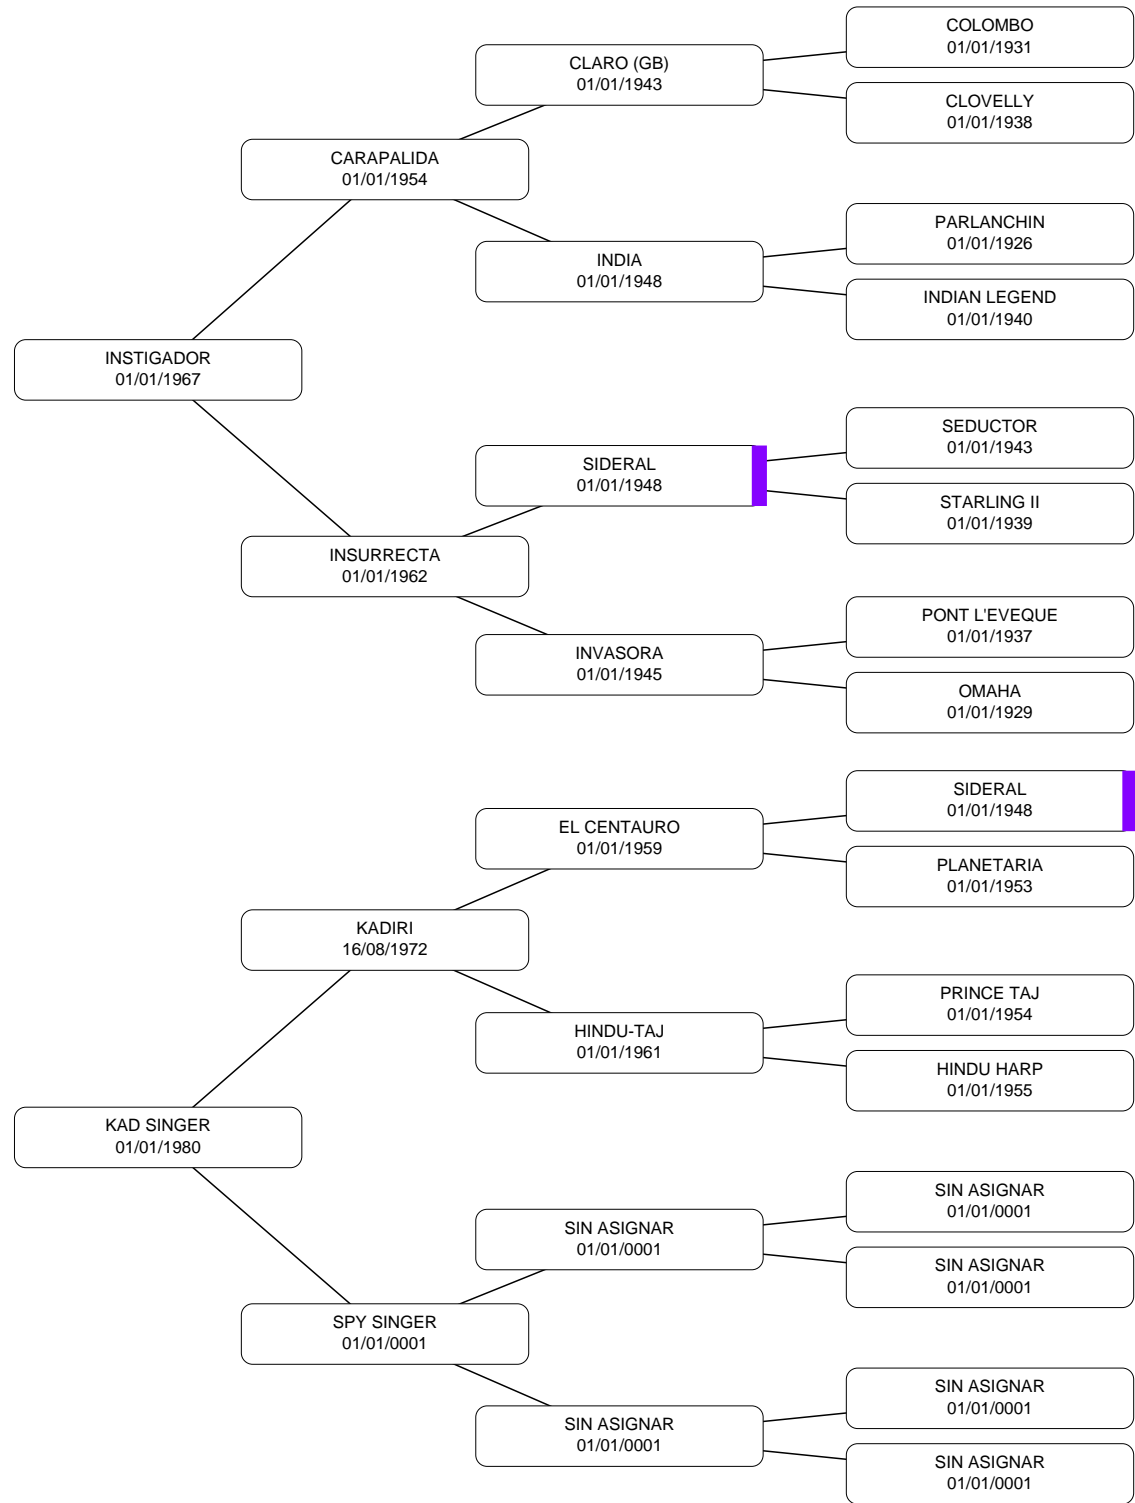 COLOMBO
01/01/1931
CLARO (GB)
01/01/1943
CLOVELLY
01/01/1938
CARAPALIDA
01/01/1954
PARLANCHIN
01/01/1926
INDIA
01/01/1948
INDIAN LEGEND
01/01/1940
INSTIGADOR
01/01/1967
SEDUCTOR
01/01/1943
SIDERAL
01/01/1948
STARLING II
01/01/1939
INSURRECTA
01/01/1962
PONT L'EVEQUE
01/01/1937
INVASORA
01/01/1945
OMAHA
01/01/1929
SIDERAL
01/01/1948
EL CENTAURO
01/01/1959
PLANETARIA
01/01/1953
KADIRI
16/08/1972
PRINCE TAJ
01/01/1954
HINDU-TAJ
01/01/1961
HINDU HARP
01/01/1955
KAD SINGER
01/01/1980
SIN ASIGNAR
01/01/0001
SIN ASIGNAR
01/01/0001
SIN ASIGNAR
01/01/0001
SPY SINGER
01/01/0001
SIN ASIGNAR
01/01/0001
SIN ASIGNAR
01/01/0001
SIN ASIGNAR
01/01/0001